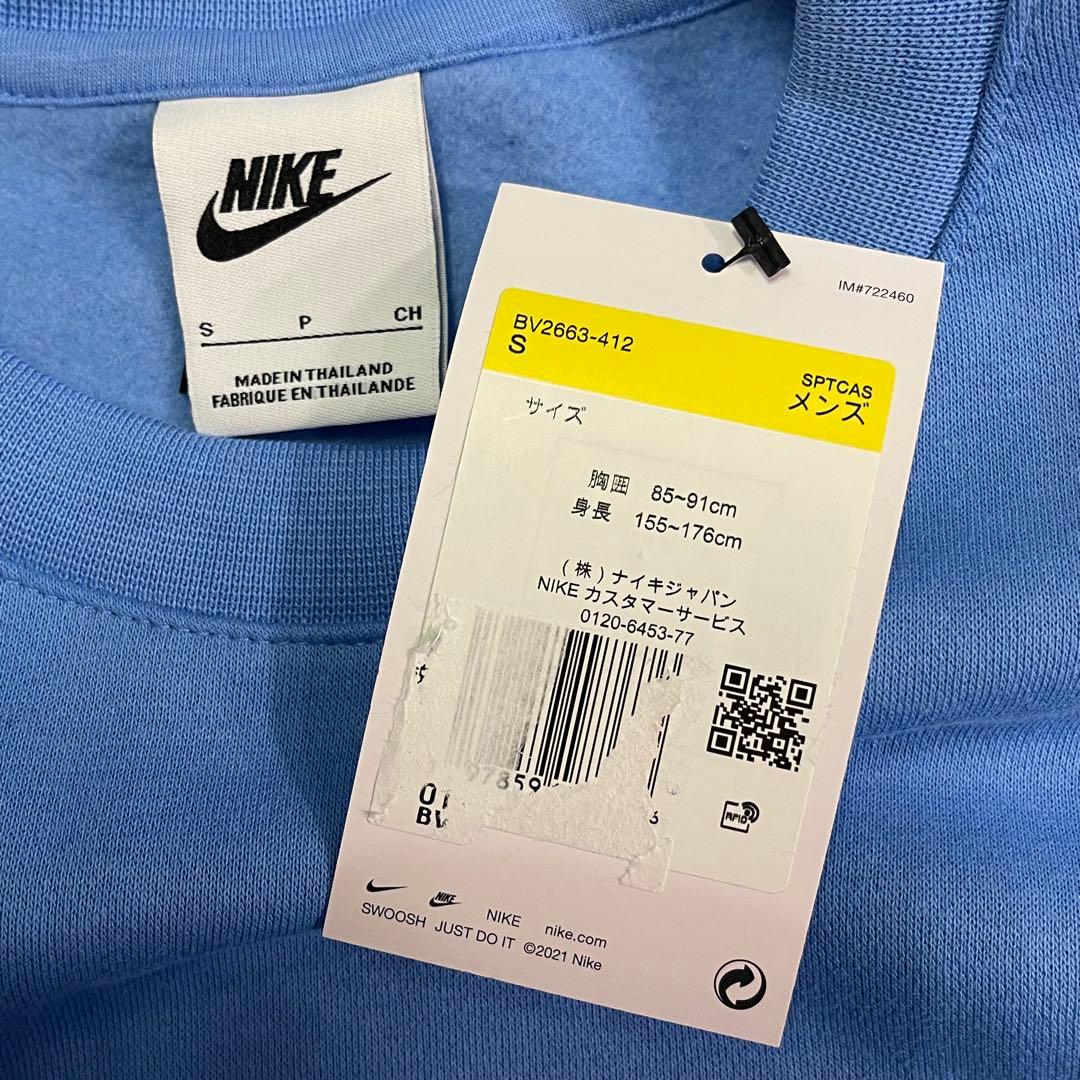 NIKE
S P CH
MADE IN THAILAND
FABRIQUE EN THAILANDE
IM#722460
BV2663-412
S
SPTCAS
メンズ
サイズ
胸囲 85~91cm
身長 155~176cm
(株)ナイキジャパン
NIKE カスタマーサービス
0120-6453-77
7859
BV
RFID
NIKE NIKE nike.com
SWOOSH JUST DO IT ©2021 Nike